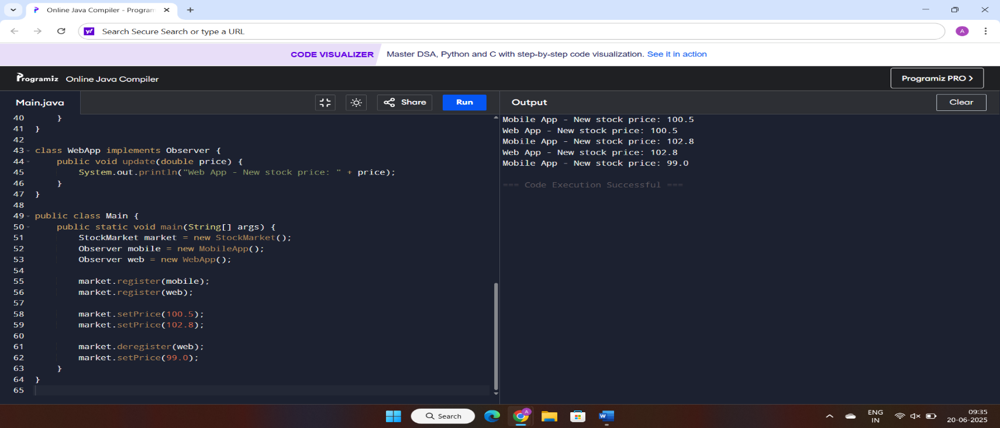 Online Java Compiler - Program
Search Secure Search or type a URL
A
CODE VISUALIZER Master DSA, Python and C with step-by-step code visualization. See it in action
Programiz Online Java Compiler
Programiz PRO >
Main.java
Share
Run
Output
Clear
40     }
41 }
42
43 class WebApp implements Observer {
44     public void update(double price) {
45         System.out.println("Web App - New stock price: " + price);
46     }
47 }
48
49 public class Main {
50     public static void main(String[] args) {
51         StockMarket market = new StockMarket();
52         Observer mobile = new MobileApp();
53         Observer web = new WebApp();
54
55         market.register(mobile);
56         market.register(web);
57
58         market.setPrice(100.5);
59         market.setPrice(102.8);
60
61         market.deregister(web);
62         market.setPrice(99.0);
63     }
64 }
65
Mobile App - New stock price: 100.5
Web App - New stock price: 100.5
Mobile App - New stock price: 102.8
Web App - New stock price: 102.8
Mobile App - New stock price: 99.0
=== Code Execution Successful ===
Search
A
W
ENG
IN
09:35
20-06-2025